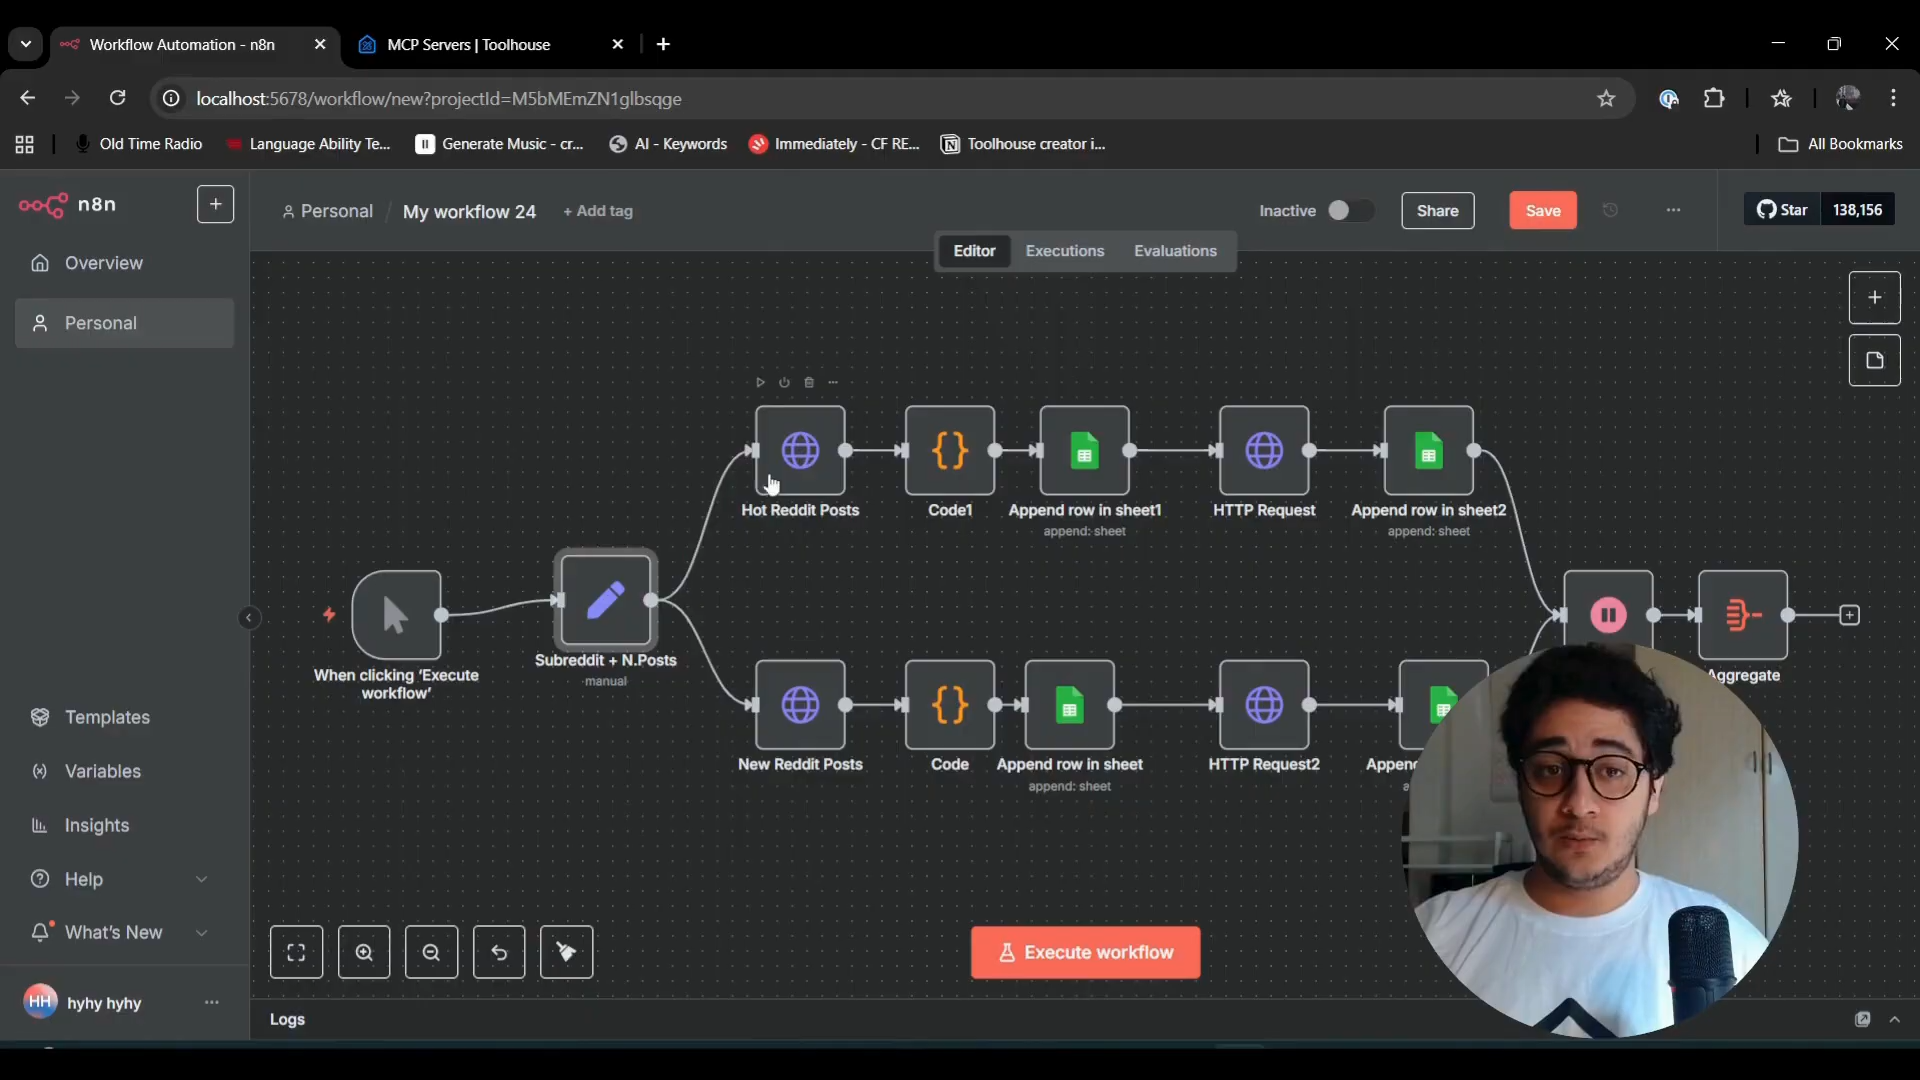 Workflow Automation - n8n
MCP Servers | Toolhouse
localhost:5678/workflow/new?projectId=M5bMEmZN1glbsqge
Old Time Radio
Language Ability Te...
Generate Music - cr...
AI - Keywords
Immediately - CF RE...
Toolhouse creator i...
All Bookmarks
n8n
Personal / My workflow 24 + Add tag
Inactive
Share
Save
Star 138,156
Editor
Executions
Evaluations
Overview
Personal
Hot Reddit Posts
Code1
Append row in sheet1
append: sheet
HTTP Request
Append row in sheet2
append: sheet
When clicking 'Execute
workflow'
Subreddit + N.Posts
manual
Aggregate
New Reddit Posts
Code
Append row in sheet
append: sheet
HTTP Request2
Templates
Variables
Insights
Help
What's New
HH hyhy hyhy
Execute workflow
Logs